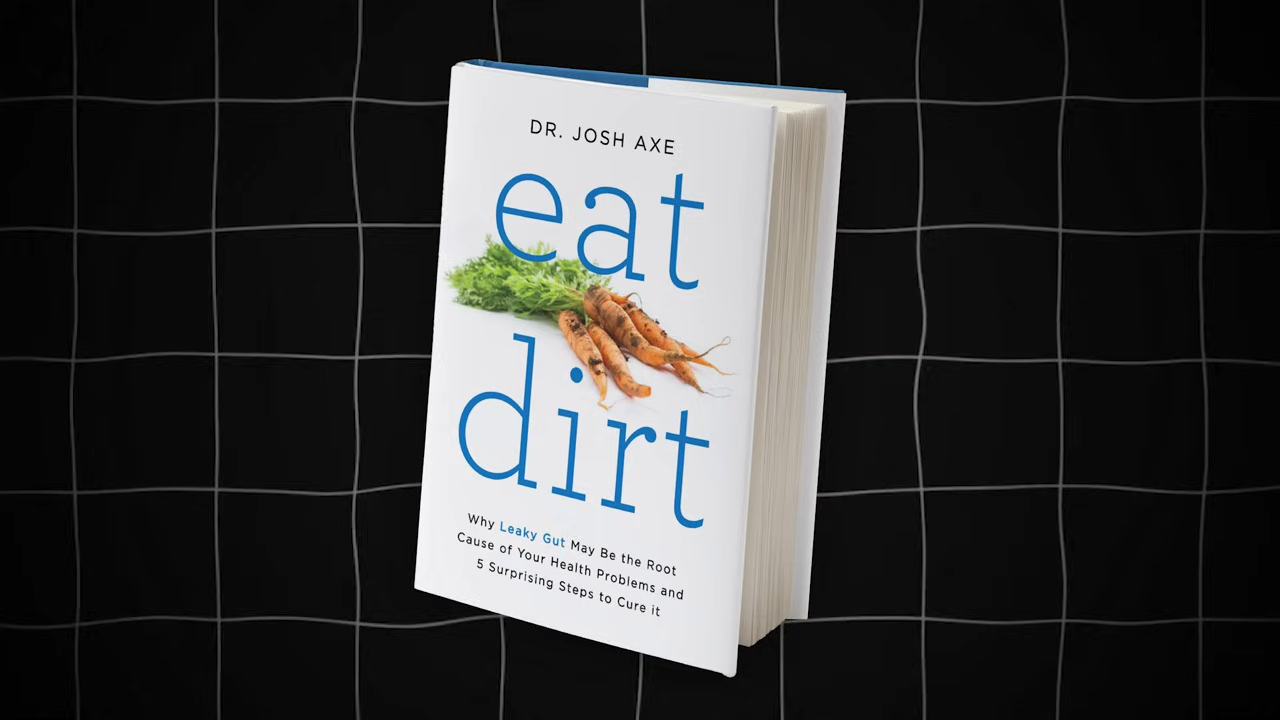 DR. JOSH AXE
eat
dirt
Why Leaky Gut May Be the Root
Cause of Your Health Problems and
5 Surprising Steps to Cure it